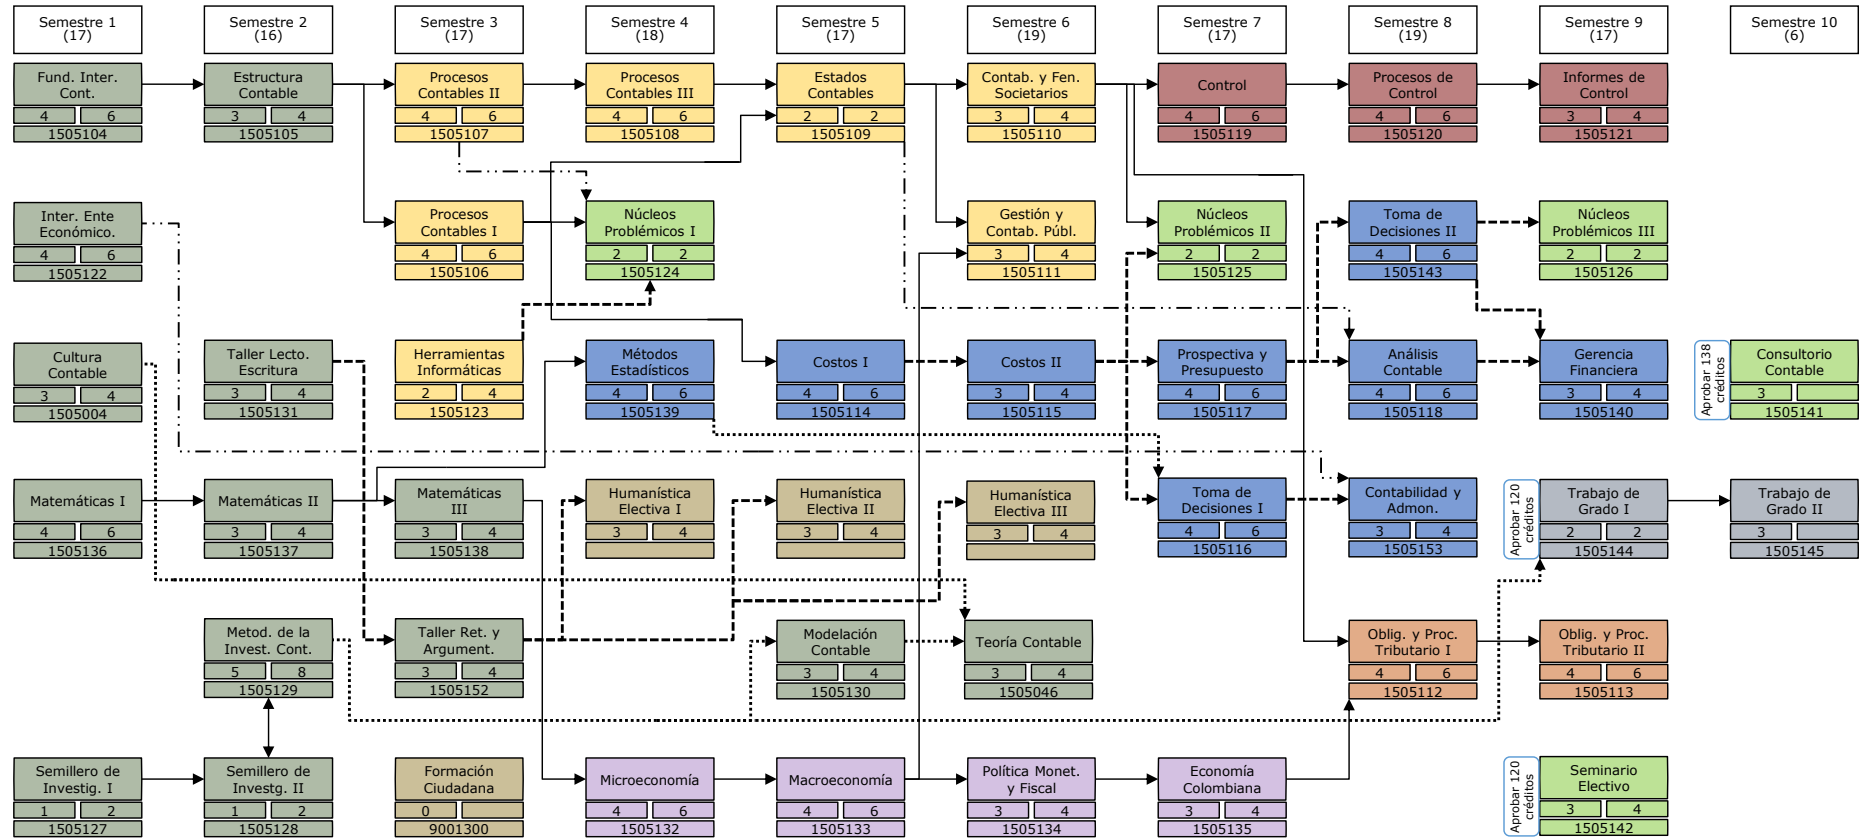 Semestre 1
(17)
Semestre 2
(16)
Semestre 3
(17)
Semestre 4
(18)
Semestre 5
(17)
Semestre 6
(19)
Semestre 7
(17)
Semestre 8
(19)
Semestre 9
(17)
Semestre 10
(6)
Fund. Inter.
Cont.
4 6
1505104
Estructura
Contable
3 4
1505105
Procesos
Contables II
4 6
1505107
Procesos
Contables III
4 6
1505108
Estados
Contables
2 2
1505109
Contab. y Fen.
Societarios
3 4
1505110
Control
4 6
1505119
Procesos de
Control
4 6
1505120
Informes de
Control
3 4
1505121
Inter. Ente
Económico.
4 6
1505122
Procesos
Contables I
4 6
1505106
Núcleos
Problémicos I
2 2
1505124
Gestión y
Contab. Públ.
3 4
1505111
Núcleos
Problémicos II
2 2
1505125
Toma de
Decisiones II
4 6
1505143
Núcleos
Problémicos III
2 2
1505126
Cultura
Contable
3 4
1505004
Taller Lecto.
Escritura
3 4
1505131
Herramientas
Informáticas
2 4
1505123
Métodos
Estadísticos
4 6
1505139
Costos I
4 6
1505114
Costos II
3 4
1505115
Prospectiva y
Presupuesto
4 6
1505117
Análisis
Contable
4 6
1505118
Gerencia
Financiera
3 4
1505140
Aprobar 138
créditos
Consultorio
Contable
3
1505141
Matemáticas I
4 6
1505136
Matemáticas II
3 4
1505137
Matemáticas
III
3 4
1505138
Humanística
Electiva I
3 4
Humanística
Electiva II
3 4
Humanística
Electiva III
3 4
Toma de
Decisiones I
4 6
1505116
Contabilidad y
Admon.
3 4
1505153
Aprobar 120
créditos
Trabajo de
Grado I
2 2
1505144
Trabajo de
Grado II
3
1505145
Metod. de la
Invest. Cont.
5 8
1505129
Taller Ret. y
Argument.
3 4
1505152
Modelación
Contable
3 4
1505130
Teoría Contable
3 4
1505046
Oblig. y Proc.
Tributario I
4 6
1505112
Oblig. y Proc.
Tributario II
4 6
1505113
Semillero de
Investig. I
1 2
1505127
Semillero de
Investg. II
1 2
1505128
Formación
Ciudadana
0
9001300
Microeconomía
4 6
1505132
Macroeconomía
4 6
1505133
Política Monet.
y Fiscal
3 4
1505134
Economía
Colombiana
3 4
1505135
Aprobar 120
créditos
Seminario
Electivo
3 4
1505142